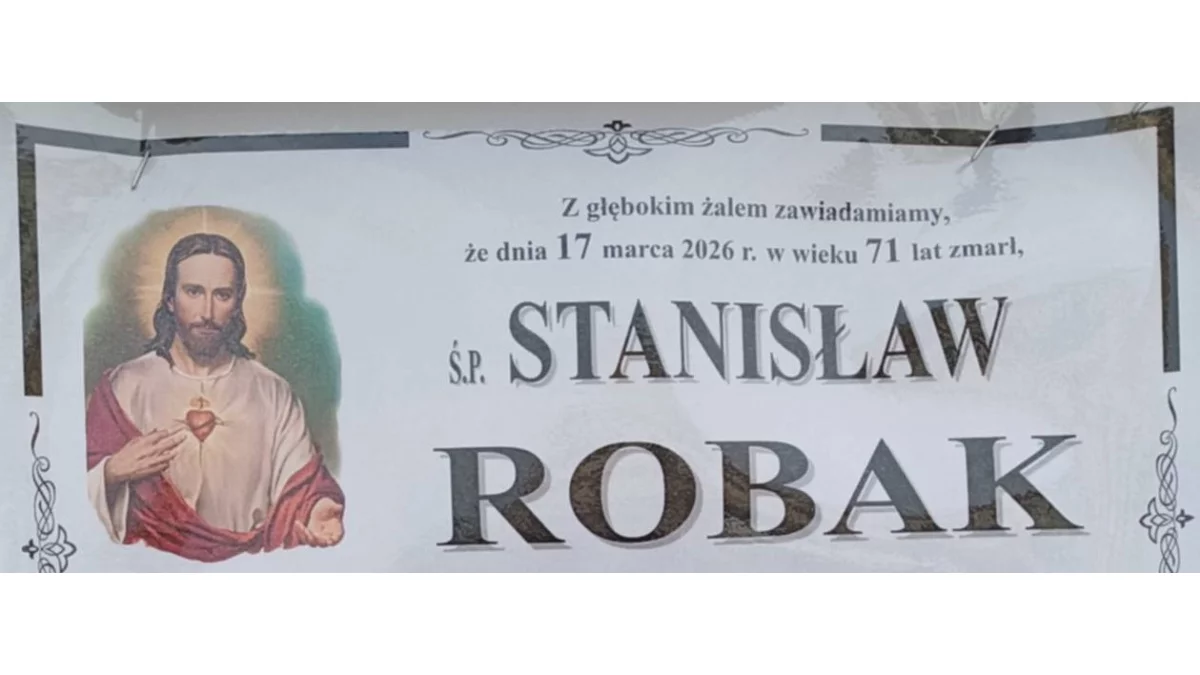 Z głębokim żalem zawiadamiamy,
że dnia 17 marca 2026 r. w wieku 71 lat zmarł,
Ś.P. STANISŁAW
ROBAK